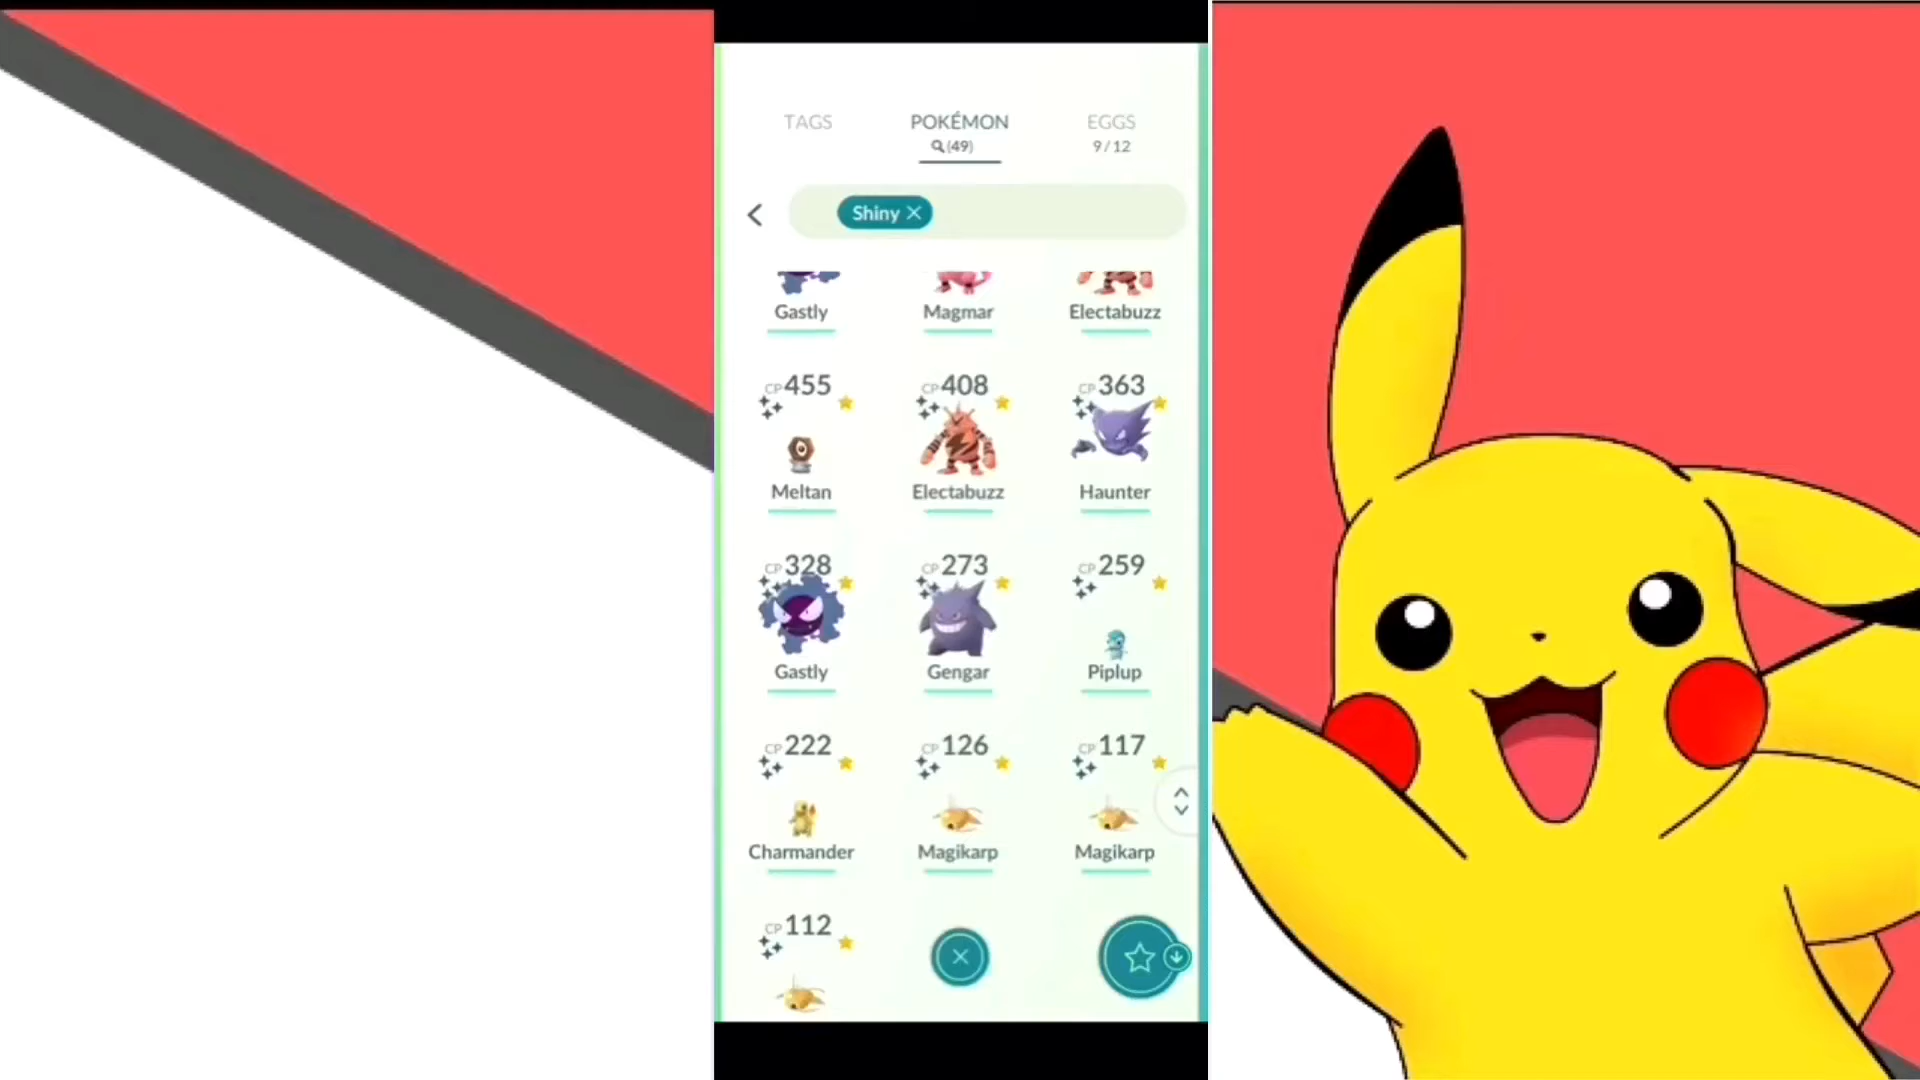 TAGS POKÉMON EGGS
(49) 9/12
Shiny
Gastly Magmar Electabuzz
CP455 CP408 CP363
Meltan Electabuzz Haunter
CP328 CP273 CP259
Gastly Gengar Piplup
CP222 CP126 CP117
Charmander Magikarp Magikarp
CP112